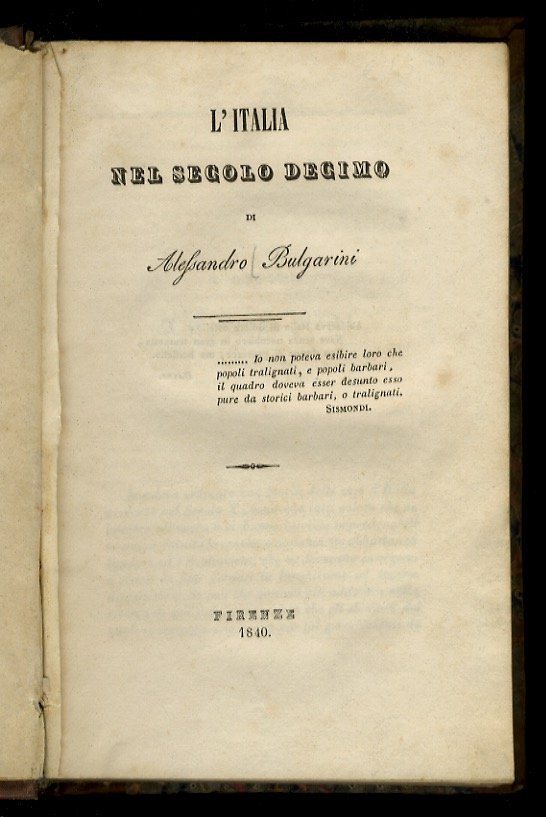 L' ITALIA
NEL SECOLO DECIMO
DI
Alessandro Bulgarini
......... Io non poteva esibire loro che
popoli tralignati, e popoli barbari,
il quadro doveva esser desunto esso
pure da storici barbari, o tralignati.
SISMONDI.
FIRENZE
1840.